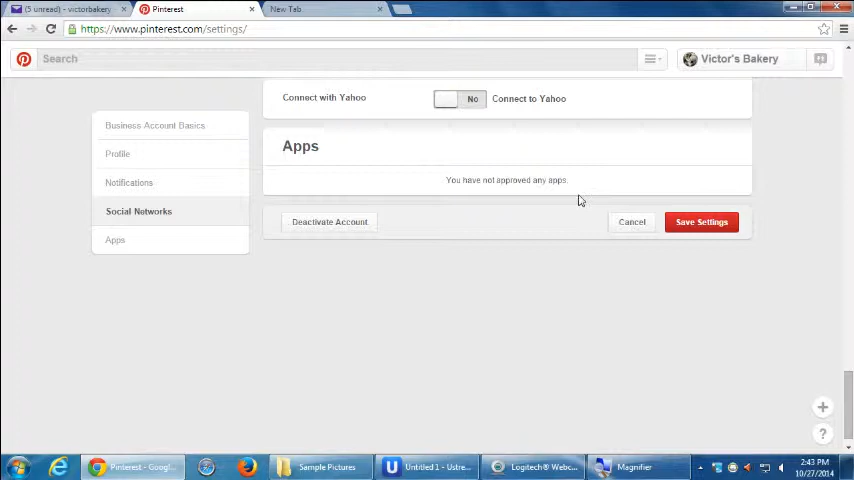 (5 unread) - victorbakery
Pinterest
New Tab
https://www.pinterest.com/settings/
Search
Victor's Bakery
Connect with Yahoo
No
Connect to Yahoo
Business Account Basics
Apps
Profile
You have not approved any apps.
Notifications
Social Networks
Deactivate Account
Cancel
Save Settings
Apps
+
?
Pinterest - Googl...
Sample Pictures
Untitled 1 - Ustre...
Logitech® Webc...
Magnifier
2:43 PM
10/27/2014